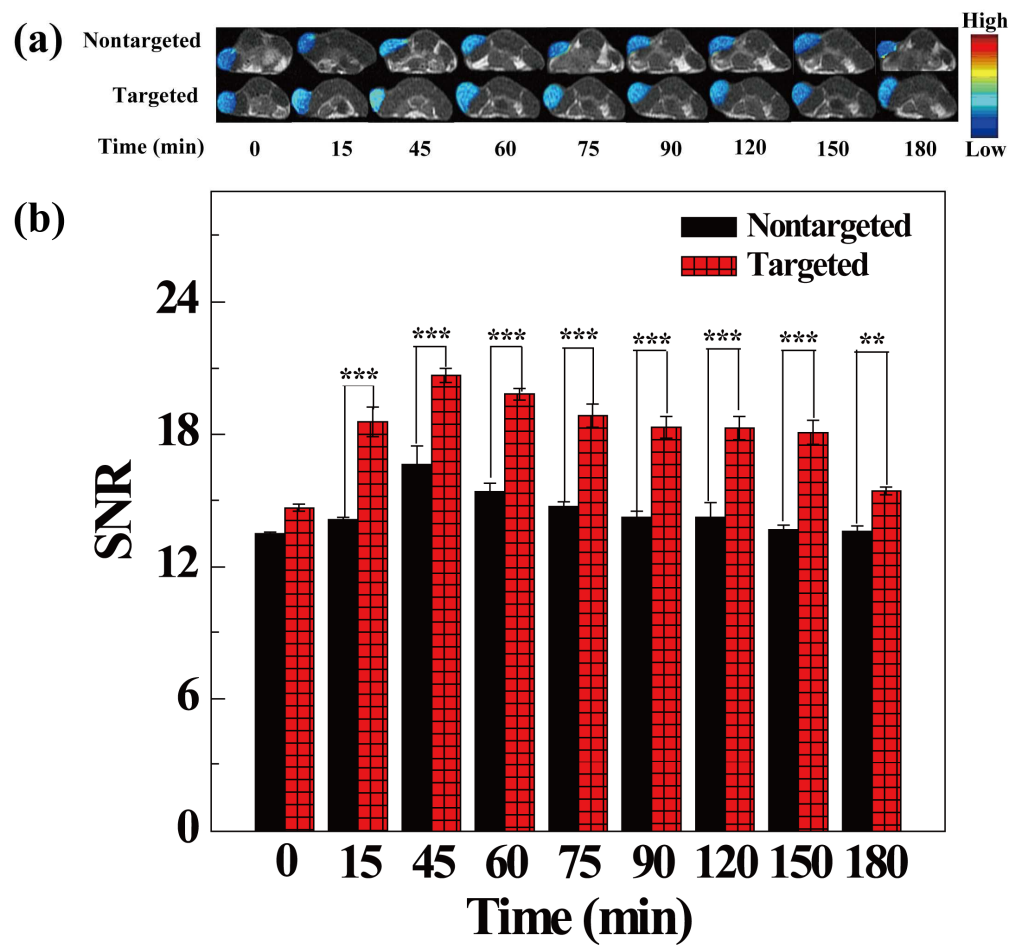 (a)
High
Nontargeted
Targeted
Time (min) 0 15 45 60 75 90 120 150 180
Low
(b)
Nontargeted
Targeted
24
18
12
6
0
SNR
*** *** *** *** *** *** *** **
0 15 45 60 75 90 120 150 180
Time (min)